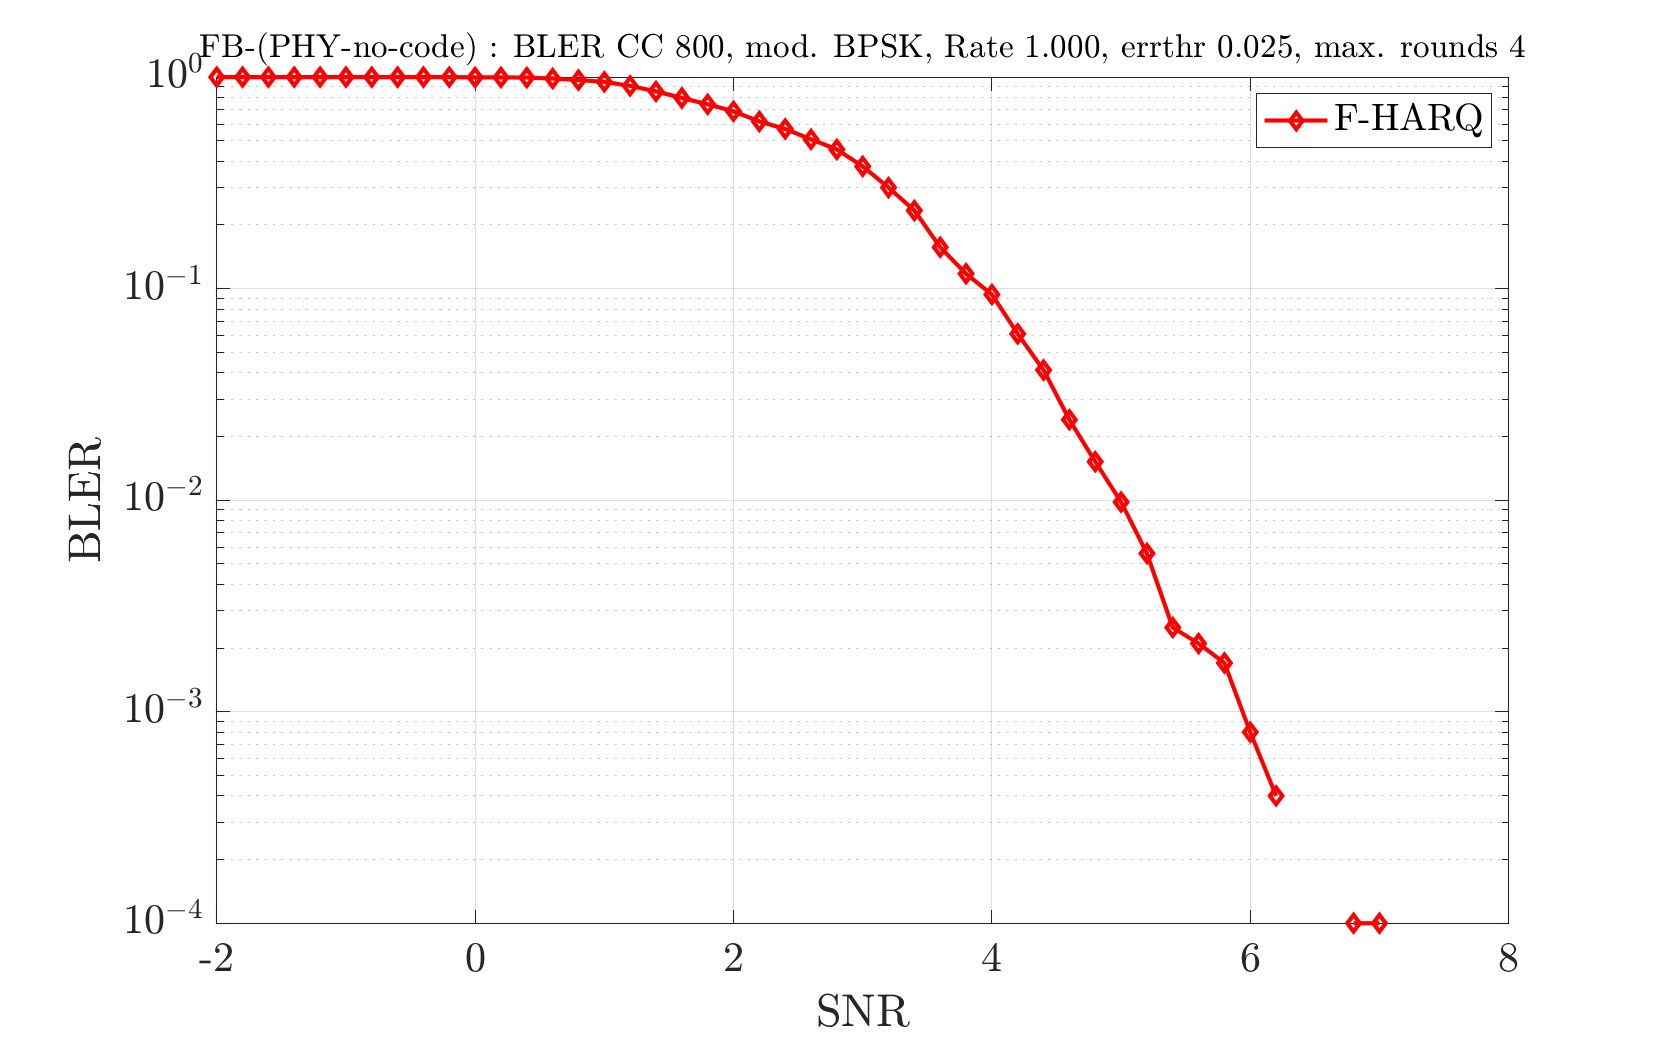 FB-(PHY-no-code) : BLER CC 800, mod. BPSK, Rate 1.000, errthr 0.025, max. rounds 4
F-HARQ
10^0
10^{-1}
10^{-2}
10^{-3}
10^{-4}
BLER
-2 0 2 4 6 8
SNR